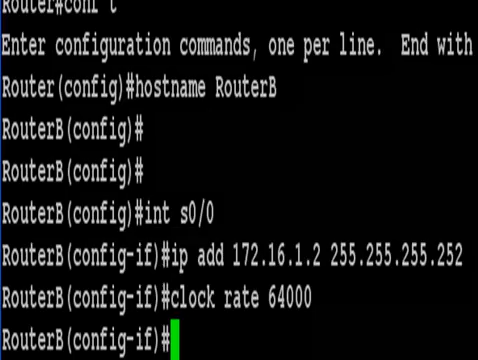 Router#conf t
Enter configuration commands, one per line.  End with
Router(config)#hostname RouterB
RouterB(config)#
RouterB(config)#
RouterB(config)#int s0/0
RouterB(config-if)#ip add 172.16.1.2 255.255.255.252
RouterB(config-if)#clock rate 64000
RouterB(config-if)#